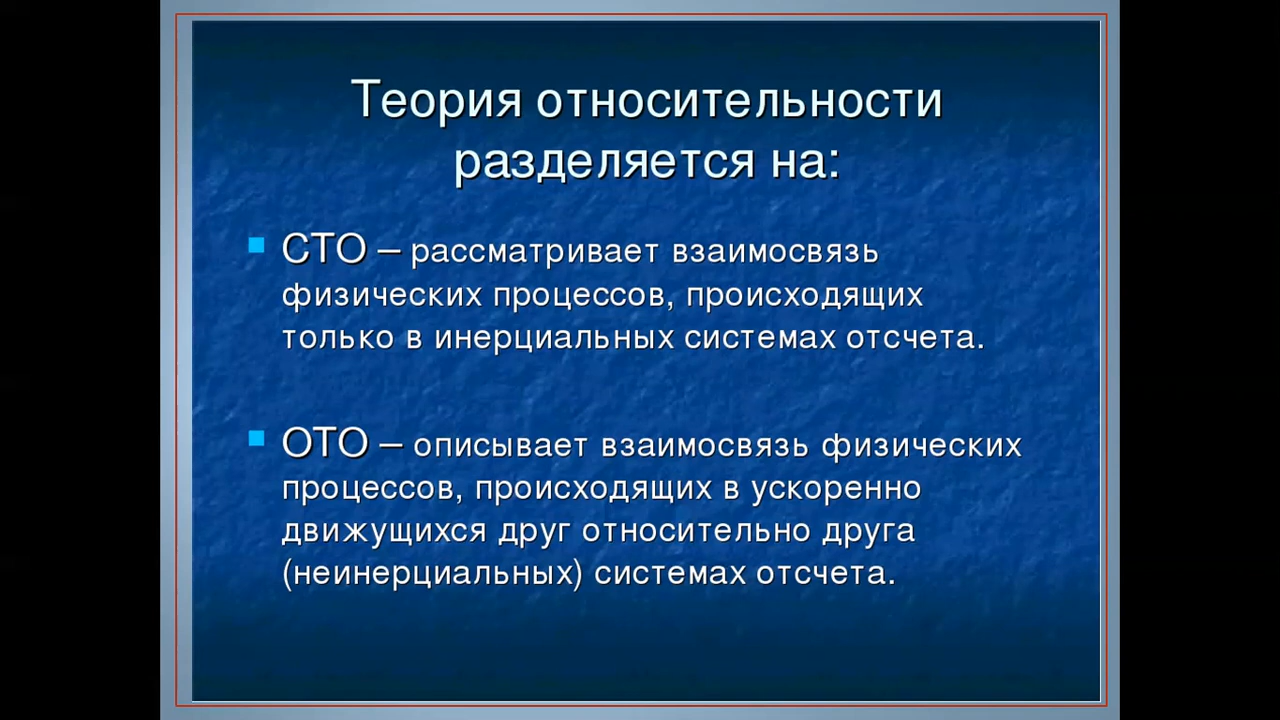 Теория относительности
разделяется на:
СТО – рассматривает взаимосвязь
физических процессов, происходящих
только в инерциальных системах отсчета.
ОТО – описывает взаимосвязь физических
процессов, происходящих в ускоренно
движущихся друг относительно друга
(неинерциальных) системах отсчета.